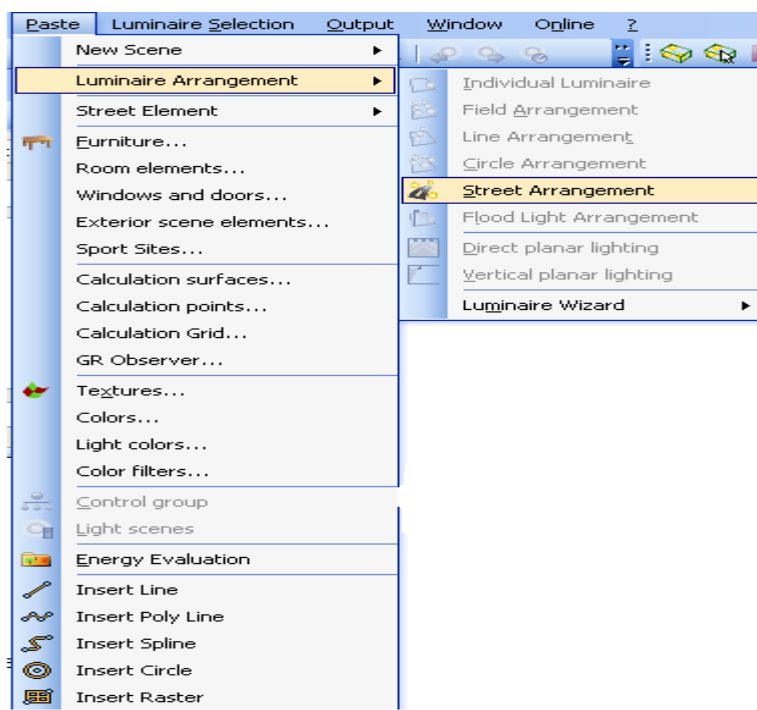 Paste Luminaire Selection Output Window Online ?
New Scene
Luminaire Arrangement
Street Element
Furniture...
Room elements...
Windows and doors...
Exterior scene elements...
Sport Sites...
Calculation surfaces...
Calculation points...
Calculation Grid...
GR Observer...
Textures...
Colors...
Light colors...
Color filters...
Control group
Light scenes
Energy Evaluation
Insert Line
Insert Poly Line
Insert Spline
Insert Circle
Insert Raster
Individual Luminaire
Field Arrangement
Line Arrangement
Circle Arrangement
Street Arrangement
Flood Light Arrangement
Direct planar lighting
Vertical planar lighting
Luminaire Wizard